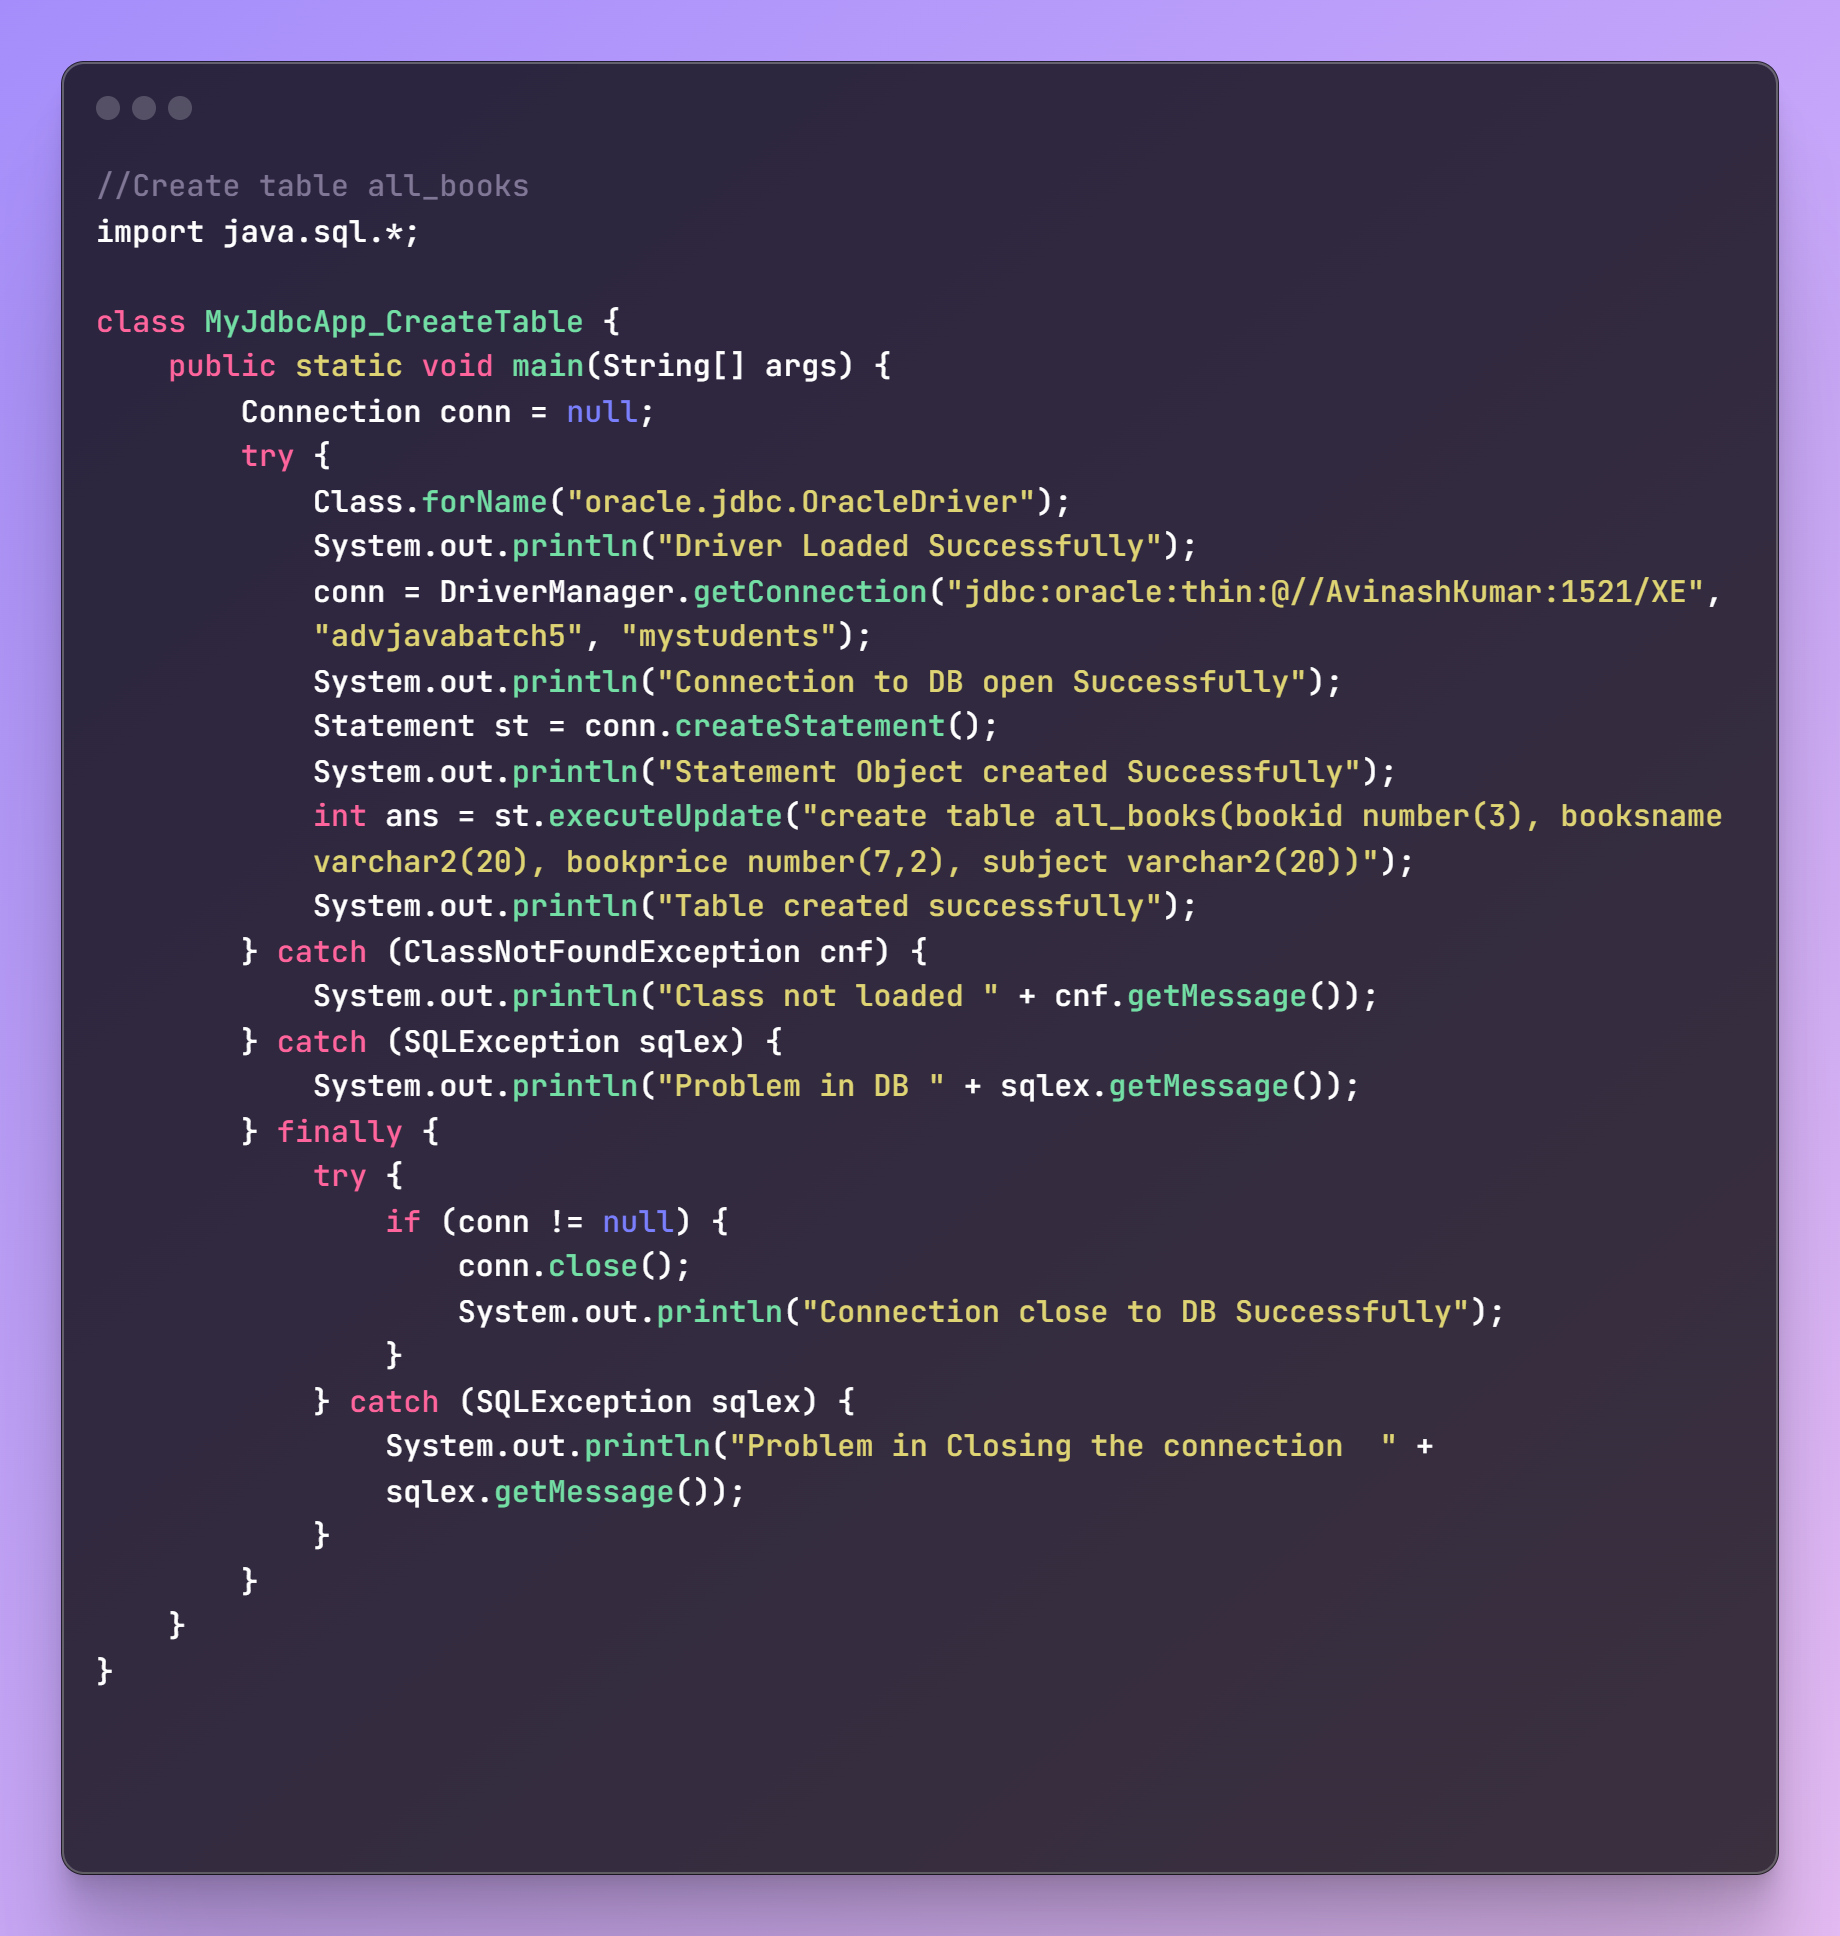 //Create table all_books
import java.sql.*;

class MyJdbcApp_CreateTable {
    public static void main(String[] args) {
        Connection conn = null;
        try {
            Class.forName("oracle.jdbc.OracleDriver");
            System.out.println("Driver Loaded Successfully");
            conn = DriverManager.getConnection("jdbc:oracle:thin:@//AvinashKumar:1521/XE",
            "advjavabatch5", "mystudents");
            System.out.println("Connection to DB open Successfully");
            Statement st = conn.createStatement();
            System.out.println("Statement Object created Successfully");
            int ans = st.executeUpdate("create table all_books(bookid number(3), booksname
            varchar2(20), bookprice number(7,2), subject varchar2(20))");
            System.out.println("Table created successfully");
        } catch (ClassNotFoundException cnf) {
            System.out.println("Class not loaded " + cnf.getMessage());
        } catch (SQLException sqlex) {
            System.out.println("Problem in DB " + sqlex.getMessage());
        } finally {
            try {
                if (conn != null) {
                    conn.close();
                    System.out.println("Connection close to DB Successfully");
                }
            } catch (SQLException sqlex) {
                System.out.println("Problem in Closing the connection  " +
                sqlex.getMessage());
            }
        }
    }
}